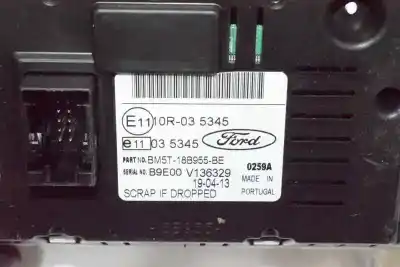 E11 10R-03 5345
e11 03 5345
Ford
PART NO. BM5T-18B955-BE
0259A
SERIAL NO. B9E00 V136329
MADE IN
19-04-13
PORTUGAL
SCRAP IF DROPPED